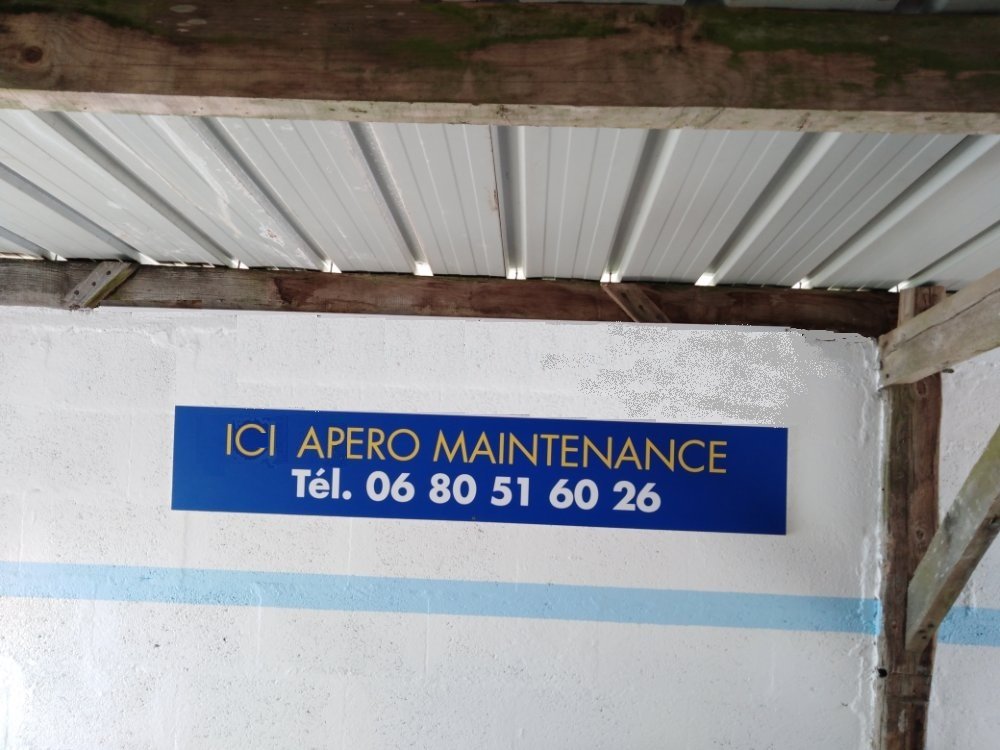 ICI APERO MAINTENANCE
Tél. 06 80 51 60 26